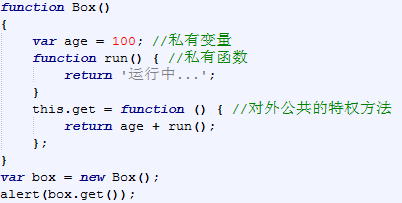 function Box()
{
    var age = 100; //私有变量
    function run() { //私有函数
        return '运行中...';
    }
    this.get = function () { //对外公共的特权方法
        return age + run();
    };
}
var box = new Box();
alert(box.get());